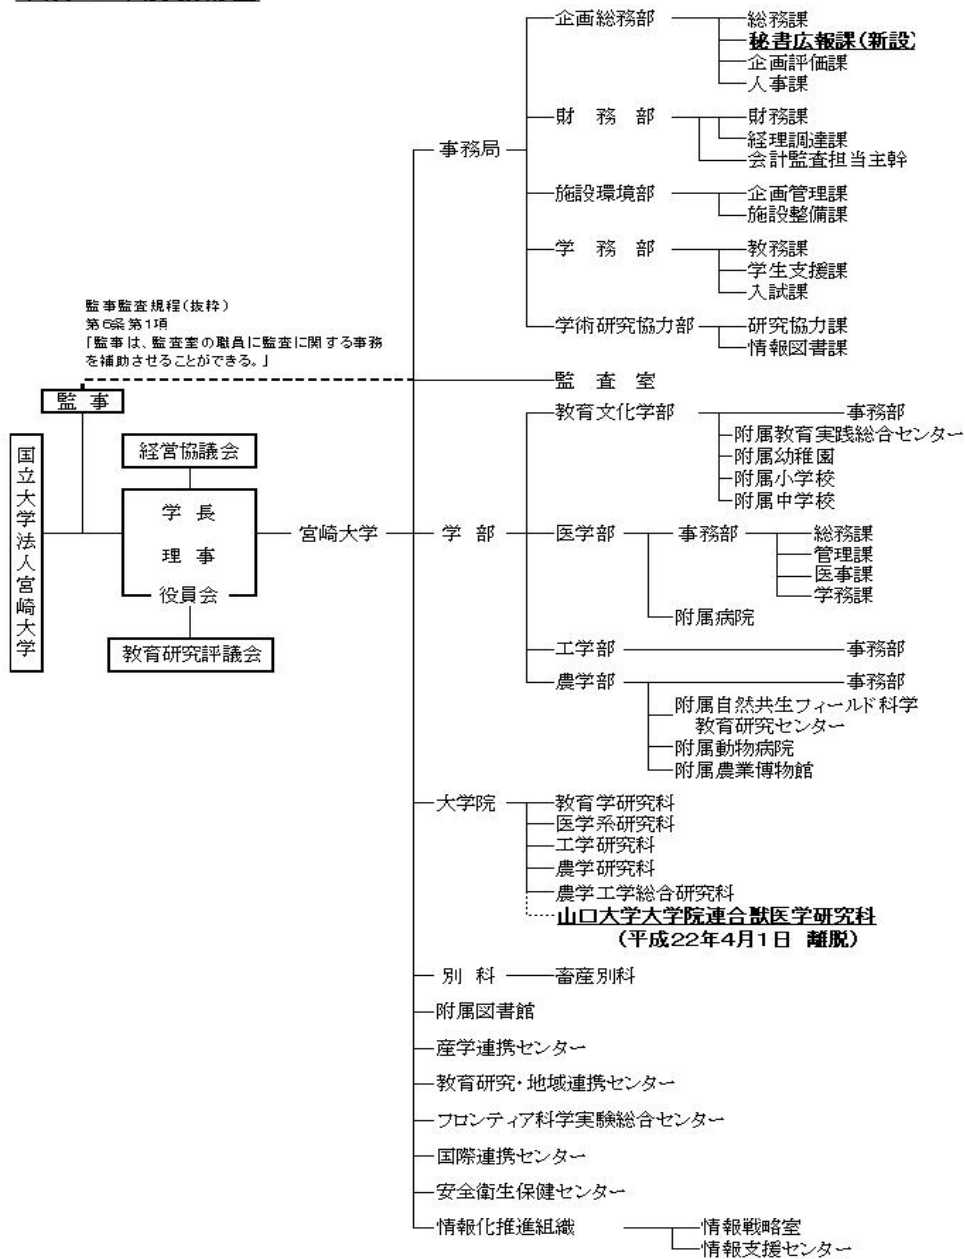 企画総務部
総務課
秘書広報課(新設)
企画評価課
人事課
財務部
財務課
経理調達課
会計監査担当主幹
事務局
施設環境部
企画管理課
施設整備課
学務部
教務課
学生支援課
入試課
学術研究協力部
研究協力課
情報図書課
監事監査規程(抜粋)
第6条第1項
「監事は、監査室の職員に監査に関する事務
を補助させることができる。」
監査室
監事
国立大学法人宮崎大学
経営協議会
学長
理事
役員会
教育研究評議会
宮崎大学
学部
教育文化学部
事務部
附属教育実践総合センター
附属幼稚園
附属小学校
附属中学校
医学部
事務部
総務課
管理課
医事課
学務課
附属病院
工学部
事務部
農学部
事務部
附属自然共生フィールド科学
教育研究センター
附属動物病院
附属農業博物館
大学院
教育学研究科
医学系研究科
工学研究科
農学研究科
農学工学総合研究科
山口大学大学院連合獣医学研究科
(平成22年4月1日 離脱)
別科
畜産別科
附属図書館
産学連携センター
教育研究・地域連携センター
フロンティア科学実験総合センター
国際連携センター
安全衛生保健センター
情報化推進組織
情報戦略室
情報支援センター